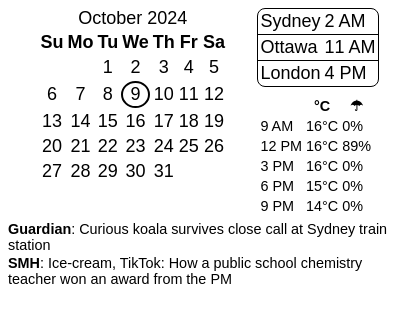 October 2024
Su Mo Tu We Th Fr Sa
1 2 3 4 5
6 7 8 9 10 11 12
13 14 15 16 17 18 19
20 21 22 23 24 25 26
27 28 29 30 31
Sydney 2 AM
Ottawa 11 AM
London 4 PM
°C ☂
9 AM 16°C 0%
12 PM 16°C 89%
3 PM 16°C 0%
6 PM 15°C 0%
9 PM 14°C 0%
Guardian: Curious koala survives close call at Sydney train
station
SMH: Ice-cream, TikTok: How a public school chemistry
teacher won an award from the PM